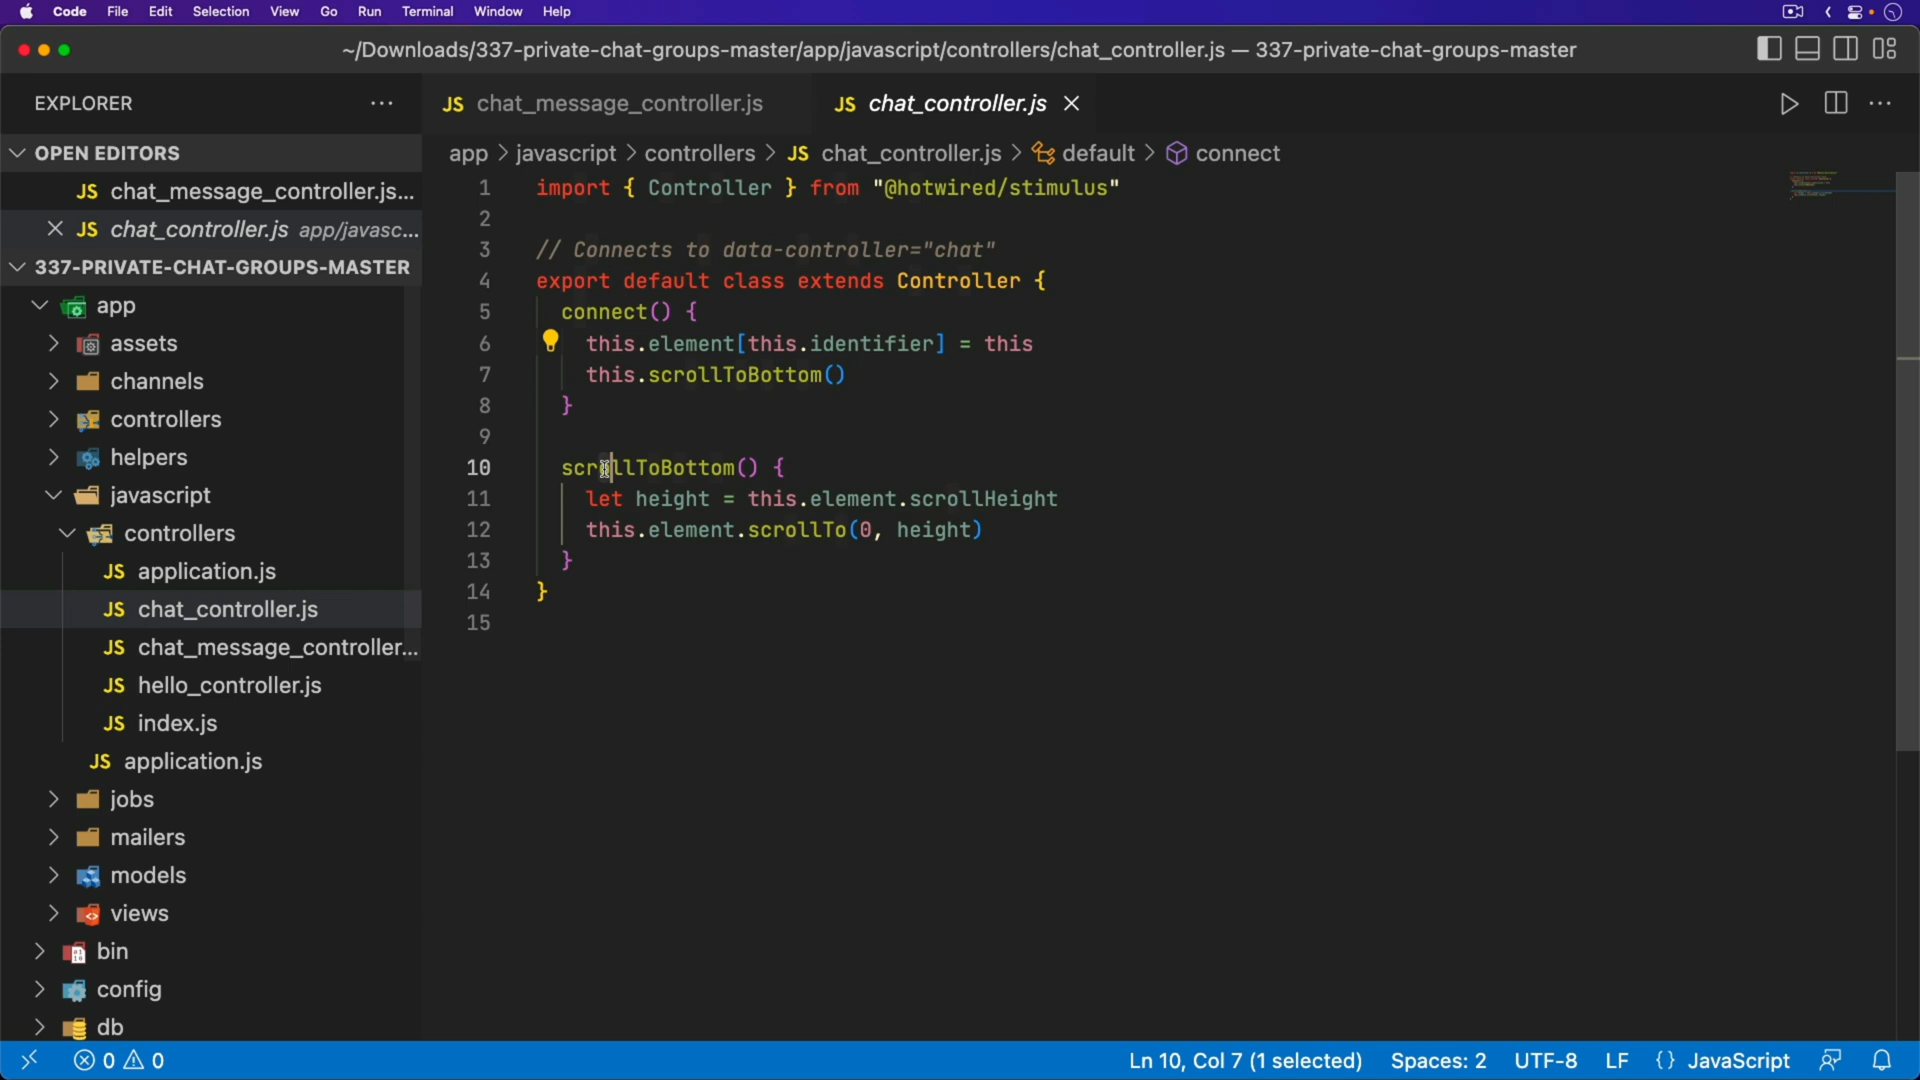 Code File Edit Selection View Go Run Terminal Window Help
~/Downloads/337-private-chat-groups-master/app/javascript/controllers/chat_controller.js — 337-private-chat-groups-master
EXPLORER
JS chat_message_controller.js
JS chat_controller.js
OPEN EDITORS
JS chat_message_controller.js...
JS chat_controller.js app/javasc...
337-PRIVATE-CHAT-GROUPS-MASTER
app
assets
channels
controllers
helpers
javascript
controllers
JS application.js
JS chat_controller.js
JS chat_message_controller...
JS hello_controller.js
JS index.js
JS application.js
jobs
mailers
models
views
bin
config
db
app > javascript > controllers > JS chat_controller.js > default > connect
1 import { Controller } from "@hotwired/stimulus"
2
3 // Connects to data-controller="chat"
4 export default class extends Controller {
5 connect() {
6 this.element[this.identifier] = this
7 this.scrollToBottom()
8 }
9
10 scrollToBottom() {
11 let height = this.element.scrollHeight
12 this.element.scrollTo(0, height)
13 }
14 }
15
0 0
Ln 10, Col 7 (1 selected) Spaces: 2 UTF-8 LF {} JavaScript